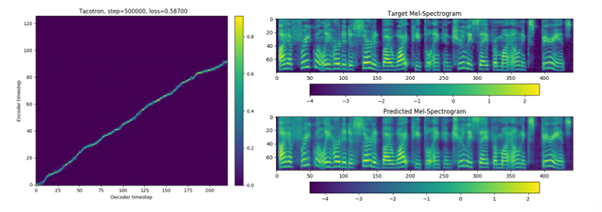 Tacotron, step=500000, loss=0.58700
120
100
80
60
40
20
0
0 25 50 75 100 125 150 175 200
Encoder timestep
Decoder timestep
0.8
0.6
0.4
0.2
0.0
Target Mel-Spectrogram
0
20
40
60
0 50 100 150 200 250 300 350 400
−4 −3 −2 −1 0 1 2
Predicted Mel-Spectrogram
0
20
40
60
0 50 100 150 200 250 300 350 400
−4 −3 −2 −1 0 1 2